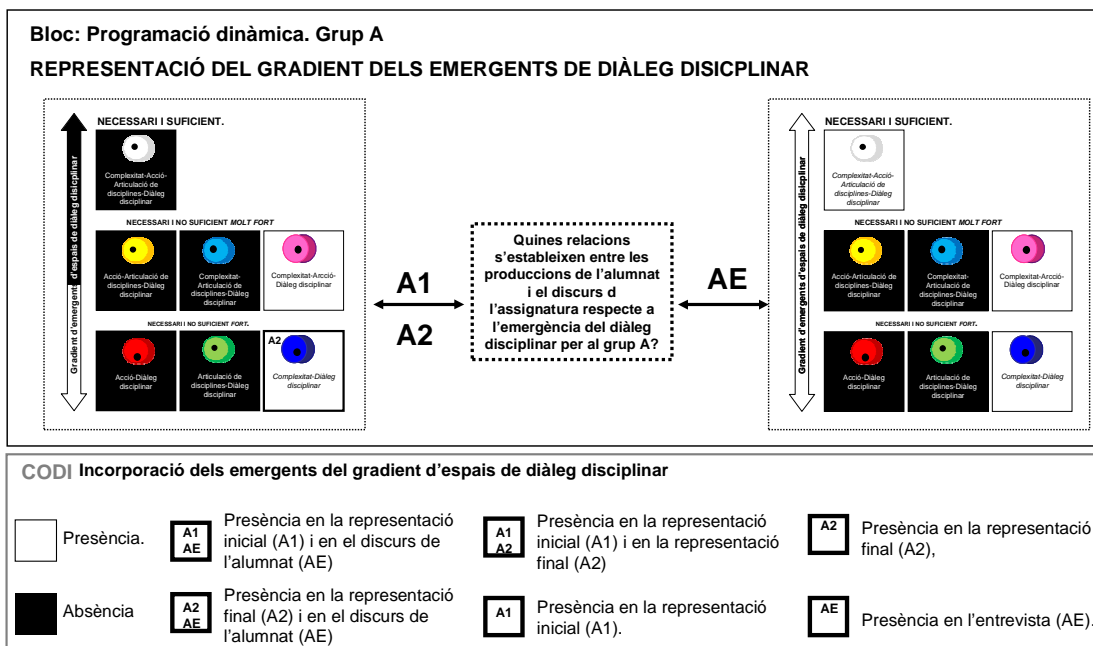 Bloc: Programació dinàmica. Grup A
REPRESENTACIÓ DEL GRADIENT DELS EMERGENTS DE DIÀLEG DISICPLINAR
Gradient d'emergents d'espais de diàleg disicplinar
NECESSARI I SUFICIENT.
Complexitat-Acció-
Articulació de
disciplines-Diàleg
disciplinar
NECESSARI I NO SUFICIENT MOLT FORT
Acció-Articulació de
disciplines-Diàleg
disciplinar
Complexitat-
Articulació de
disciplines-Diàleg
disciplinar
Complexitat-Arcció-
Diàleg disciplinar
NECESSARI I NO SUFICIENT FORT.
Acció-Diàleg
disciplinar
Articulació de
disciplines-Diàleg
disciplinar
A2
Complexitat-Diàleg
disciplinar
A1
A2
Quines relacions
s'estableixen entre les
produccions de l'alumnat
i el discurs d
l'assignatura respecte a
l'emergència del diàleg
disciplinar per al grup A?
AE
Gradient d'emergents d'espais de diàleg disicplinar
NECESSARI I SUFICIENT.
Complexitat-Acció-
Articulació de
disciplines-Diàleg
disciplinar
NECESSARI I NO SUFICIENT MOLT FORT
Acció-Articulació de
disciplines-Diàleg
disciplinar
Complexitat-
Articulació de
disciplines-Diàleg
disciplinar
Complexitat-Arcció-
Diàleg disciplinar
NECESSARI I NO SUFICIENT FORT.
Acció-Diàleg
disciplinar
Articulació de
disciplines-Diàleg
disciplinar
Complexitat-Diàleg
disciplinar
CODI Incorporació dels emergents del gradient d'espais de diàleg disciplinar
Presència.
A1
AE
Presència en la representació
inicial (A1) i en el discurs de
l'alumnat (AE)
A1
A2
Presència en la representació
inicial (A1) i en la representació
final (A2)
A2
Presència en la representació
final (A2),
Absència
A2
AE
Presència en la representació
final (A2) i en el discurs de
l'alumnat (AE)
A1
Presència en la representació
inicial (A1).
AE
Presència en l'entrevista (AE).